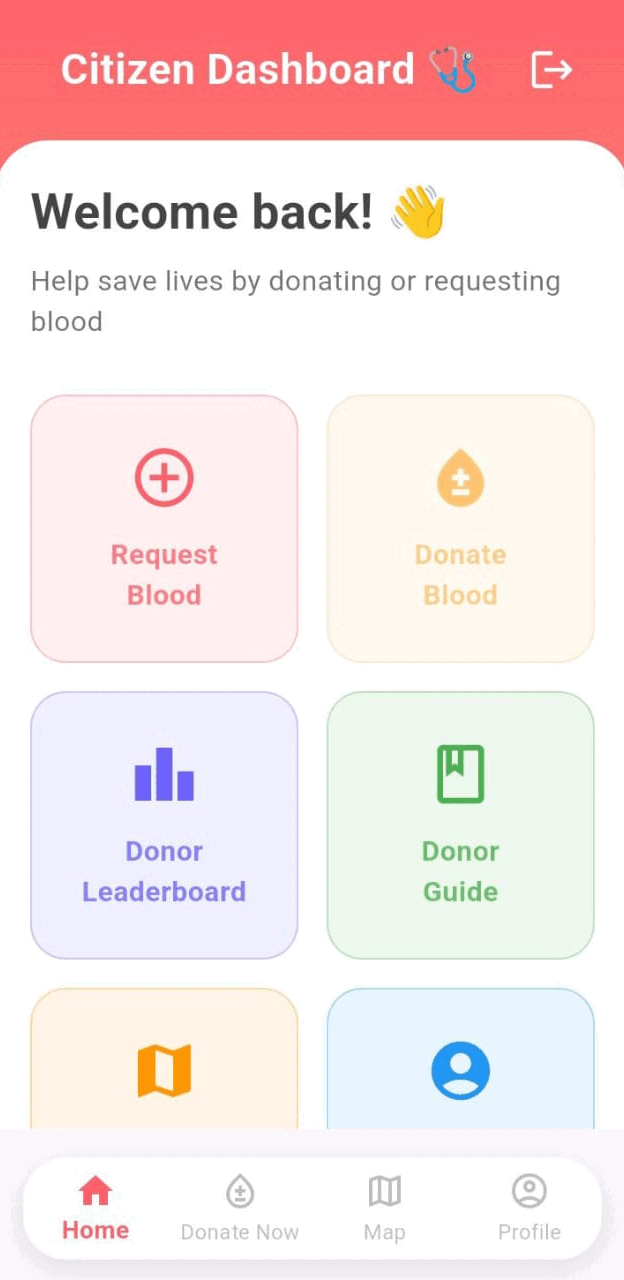 Citizen Dashboard 🩺
Welcome back! 👋
Help save lives by donating or requesting
blood
Request
Blood
Donate
Blood
Donor
Leaderboard
Donor
Guide
Home
Donate Now
Map
Profile